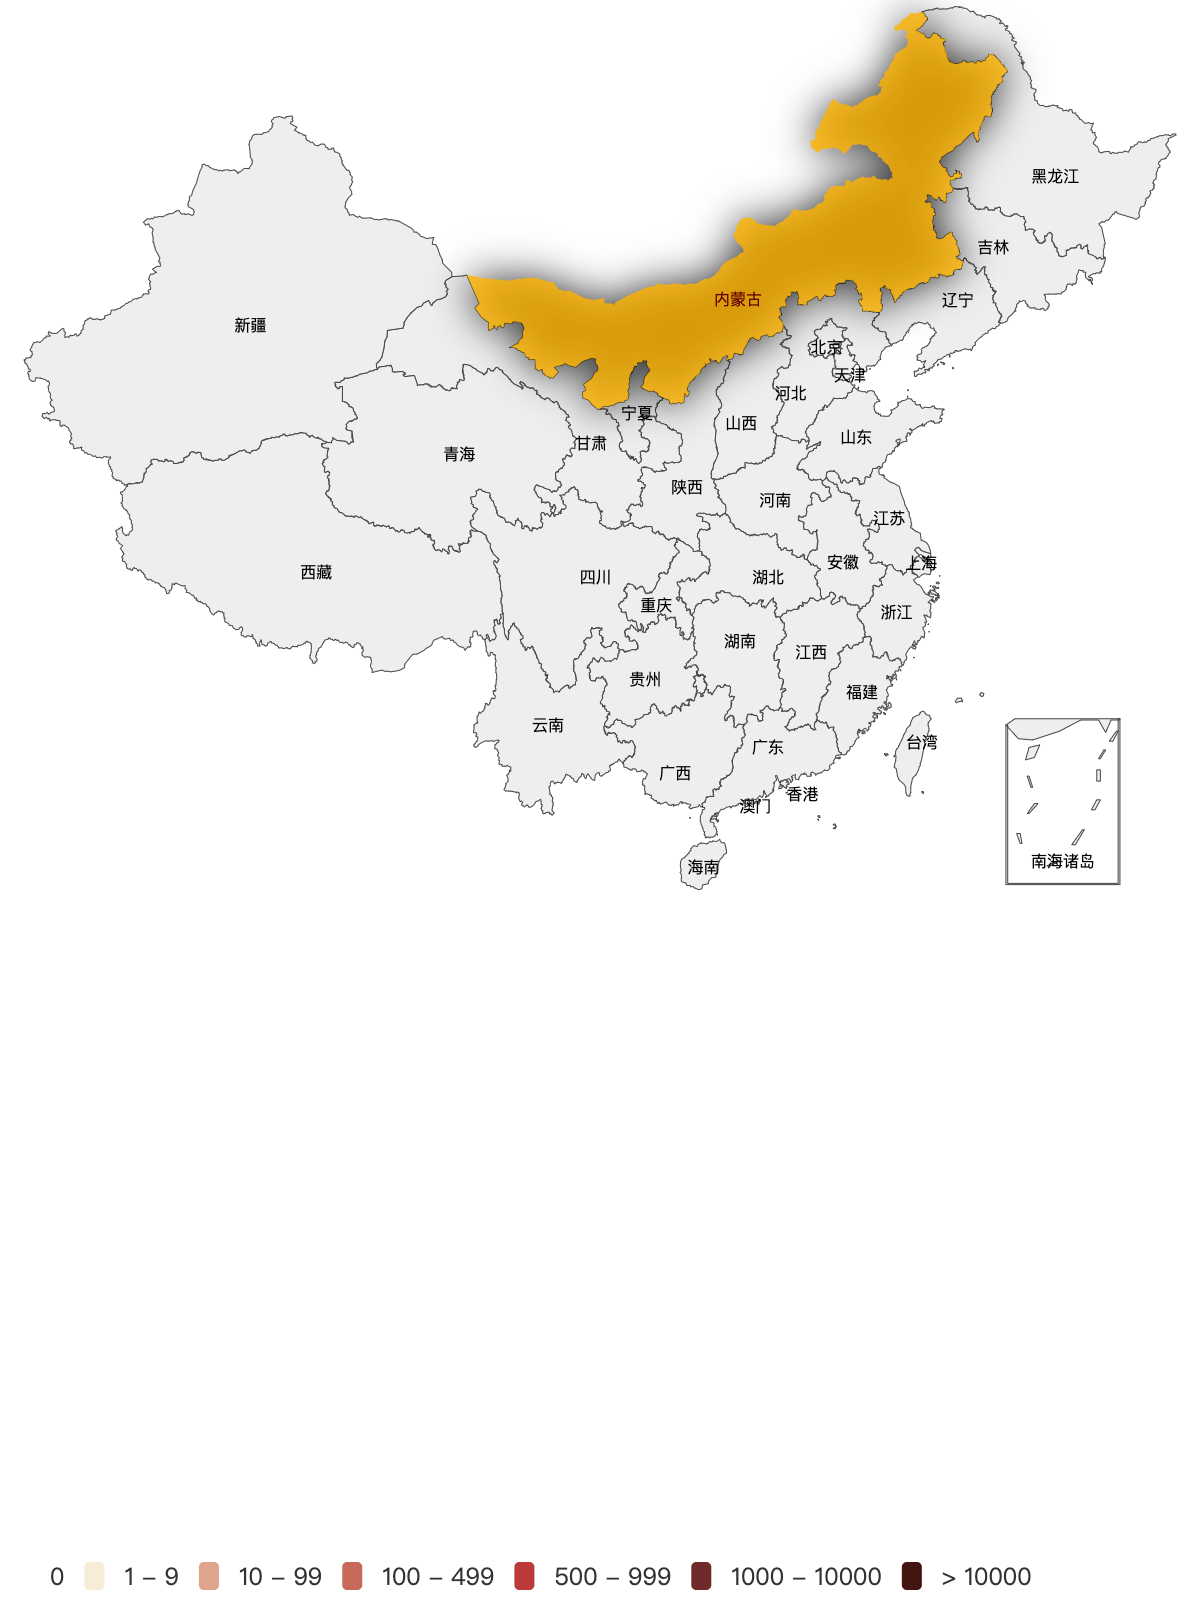 黑龙江
吉林
辽宁
内蒙古
新疆
北京
天津
河北
宁夏
山西
山东
甘肃
青海
陕西
河南
江苏
安徽
上海
西藏
四川
湖北
重庆
浙江
湖南
江西
贵州
福建
云南
台湾
广东
广西
香港
澳门
南海诸岛
海南
0 1 – 9 10 – 99 100 – 499 500 – 999 1000 – 10000 > 10000